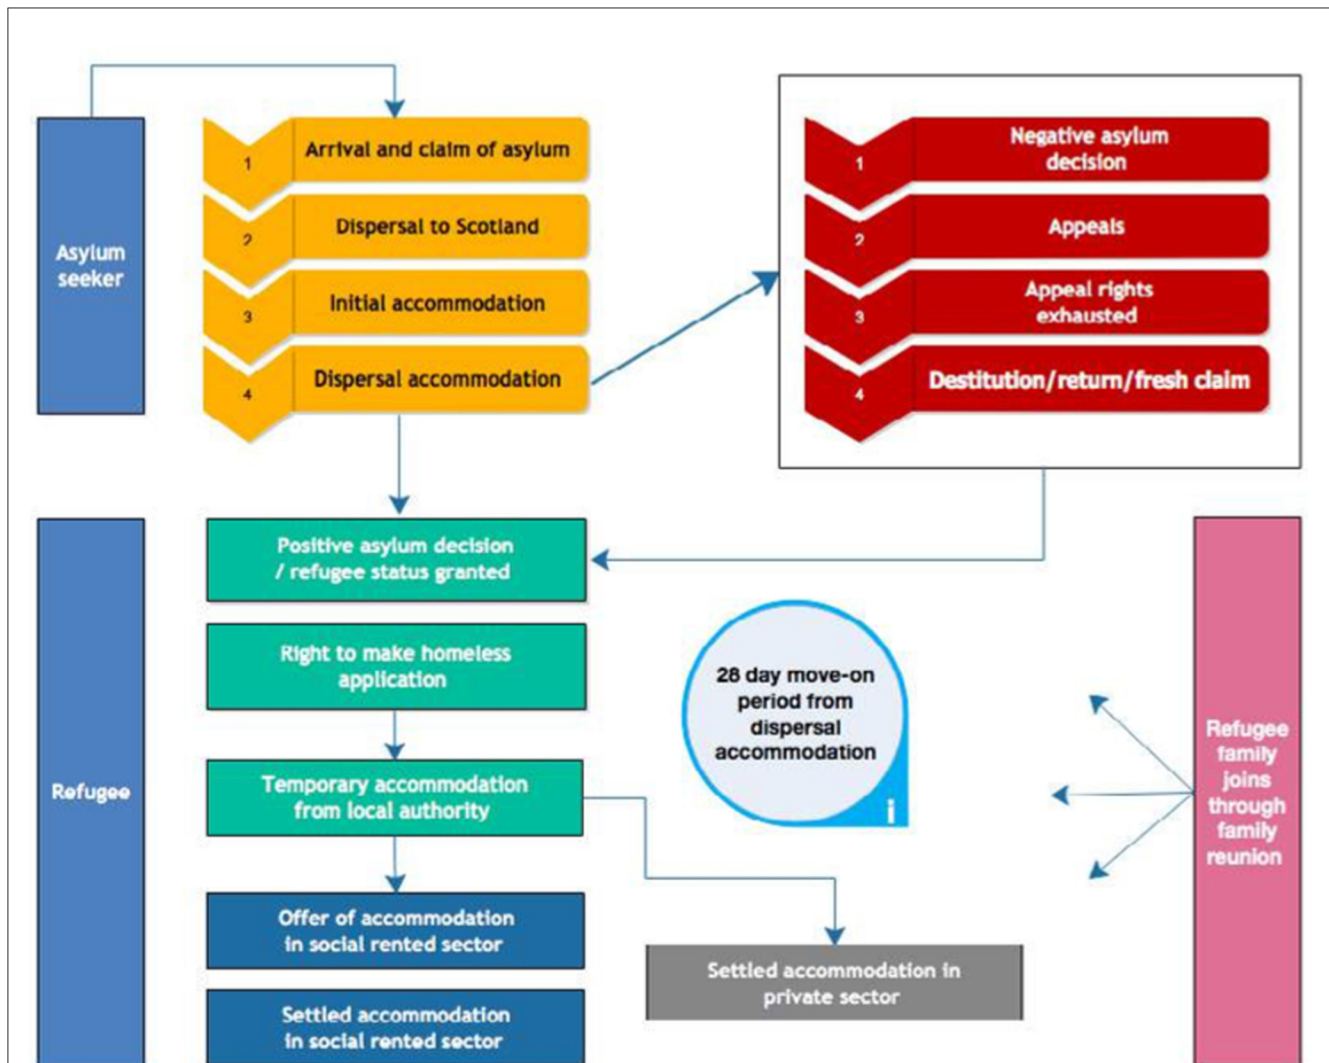 Asylum
seeker
1
Arrival and claim of asylum
2
Dispersal to Scotland
3
Initial accommodation
4
Dispersal accommodation
1
Negative asylum
decision
2
Appeals
3
Appeal rights
exhausted
4
Destitution/return/fresh claim
Refugee
Positive asylum decision
/ refugee status granted
Right to make homeless
application
Temporary accommodation
from local authority
Offer of accommodation
in social rented sector
Settled accommodation
in social rented sector
28 day move-on
period from
dispersal
accommodation
i
Settled accommodation in
private sector
Refugee
family
joins
through
family
reunion